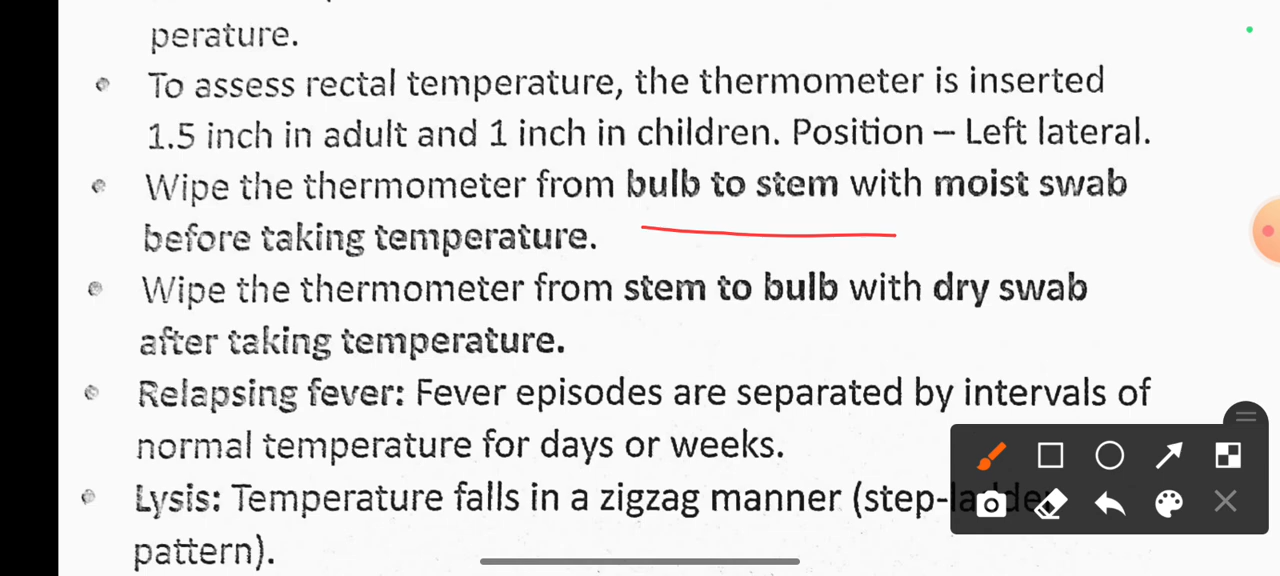 perature.
To assess rectal temperature, the thermometer is inserted
1.5 inch in adult and 1 inch in children. Position – Left lateral.
Wipe the thermometer from bulb to stem with moist swab
before taking temperature.
Wipe the thermometer from stem to bulb with dry swab
after taking temperature.
Relapsing fever: Fever episodes are separated by intervals of
normal temperature for days or weeks.
Lysis: Temperature falls in a zigzag manner (step-ladder
pattern).